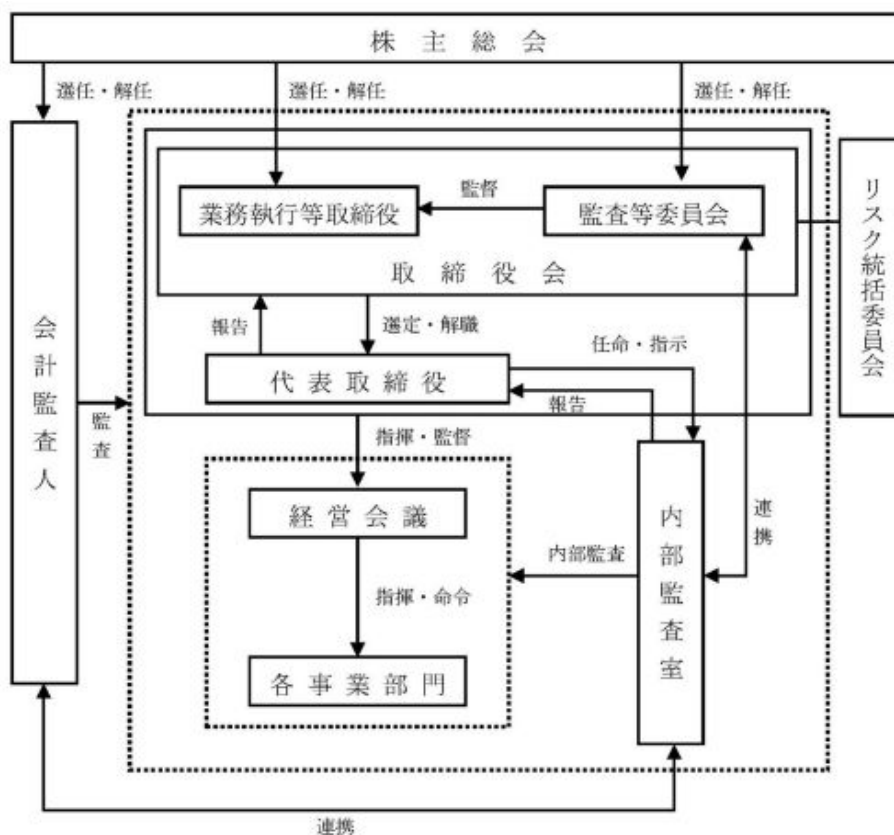 株主総会
選任・解任
選任・解任
選任・解任
業務執行等取締役
監督
監査等委員会
取締役会
リスク統括委員会
会計監査人
監査
報告
選定・解職
任命・指示
代表取締役
報告
指揮・監督
経営会議
内部監査
内部監査室
連携
指揮・命令
各事業部門
連携